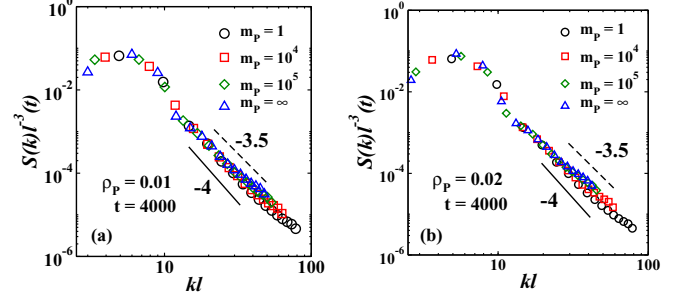 10^0
10^-2
10^-4
10^-6
S(k)l^-3(t)
m_P = 1
m_P = 10^4
m_P = 10^5
m_P = ∞
-3.5
-4
ρ_P = 0.01
t = 4000
(a)
10
100
kl
10^0
10^-2
10^-4
10^-6
S(k)l^-3(t)
m_P = 1
m_P = 10^4
m_P = 10^5
m_P = ∞
-3.5
-4
ρ_P = 0.02
t = 4000
(b)
10
100
kl